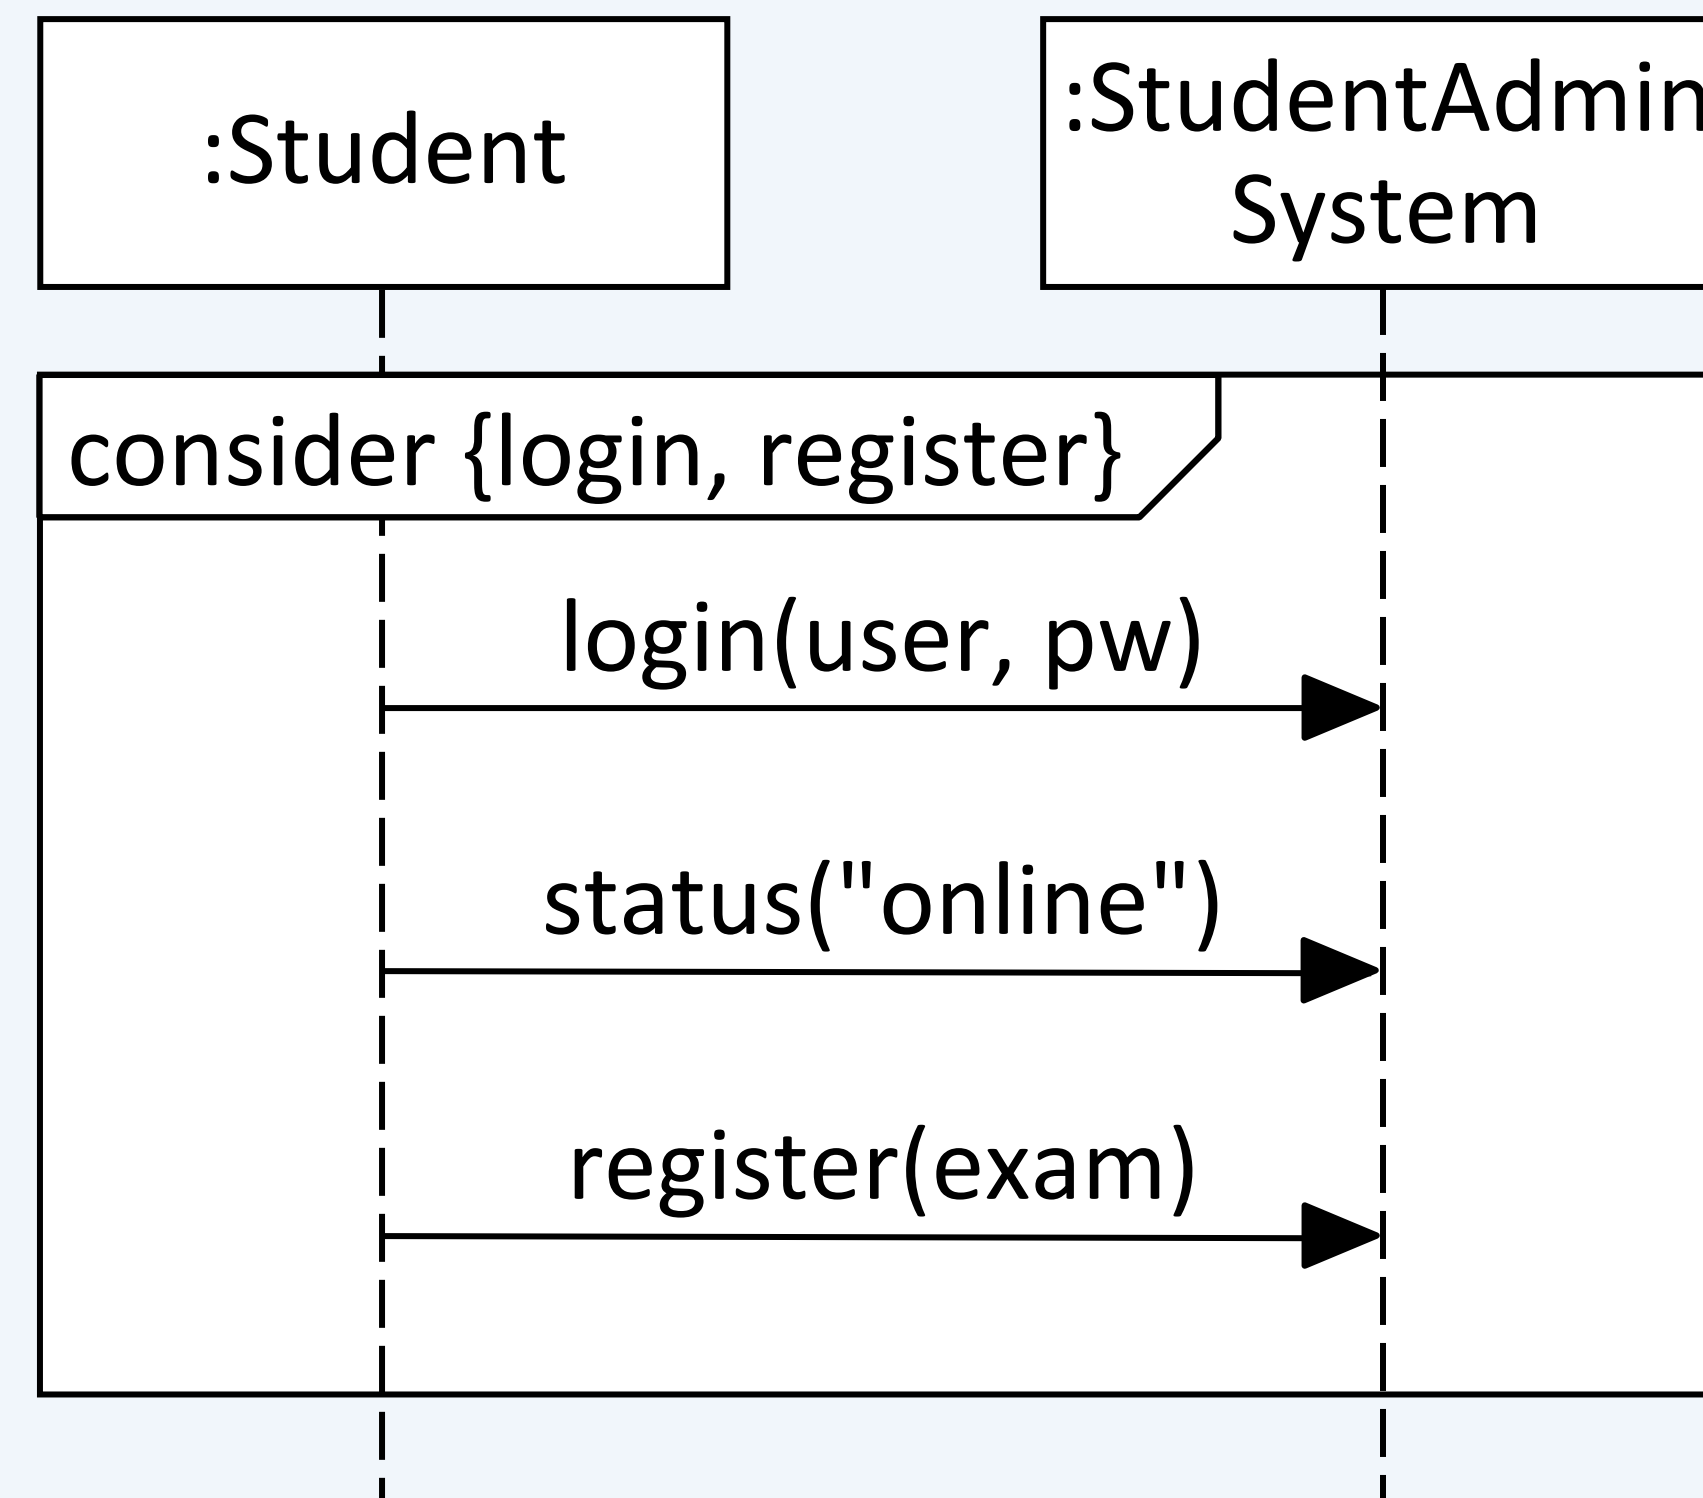 :Student
:StudentAdmin
System
consider {login, register}
login(user, pw)
status("online")
register(exam)